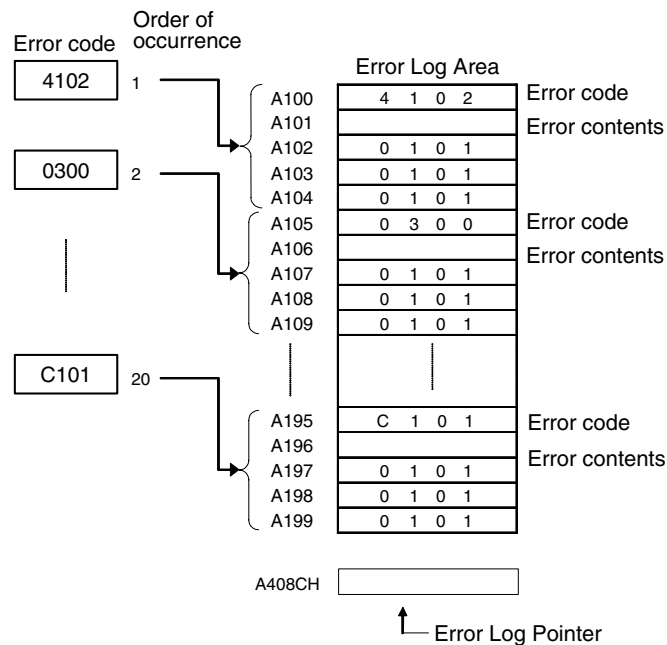 Order of
occurrence
Error code
Error Log Area
4102 1
A100 4 1 0 2 Error code
A101 Error contents
A102 0 1 0 1
A103 0 1 0 1
A104 0 1 0 1
0300 2
A105 0 3 0 0 Error code
A106 Error contents
A107 0 1 0 1
A108 0 1 0 1
A109 0 1 0 1
C101 20
A195 C 1 0 1 Error code
A196 Error contents
A197 0 1 0 1
A198 0 1 0 1
A199 0 1 0 1
A408CH
Error Log Pointer